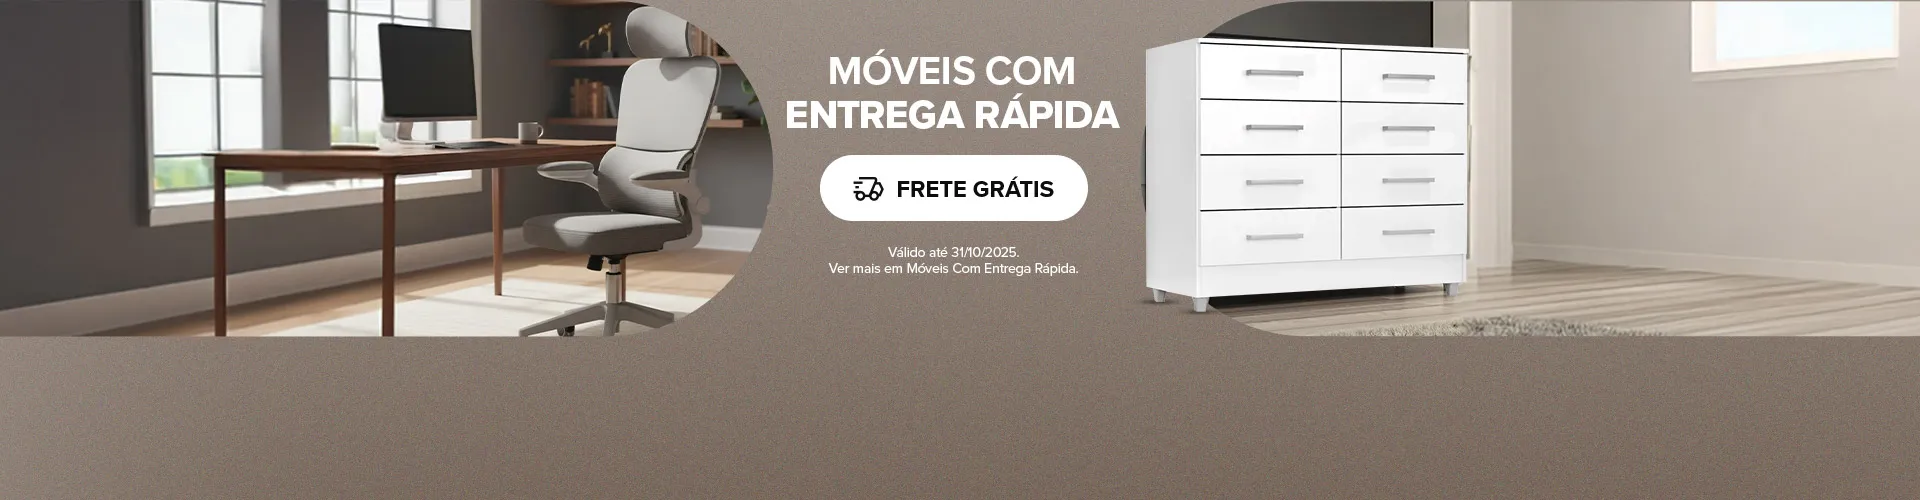 MÓVEIS COM
ENTREGA RÁPIDA
FRETE GRÁTIS
Válido até 31/10/2025.
Ver mais em Móveis Com Entrega Rápida.